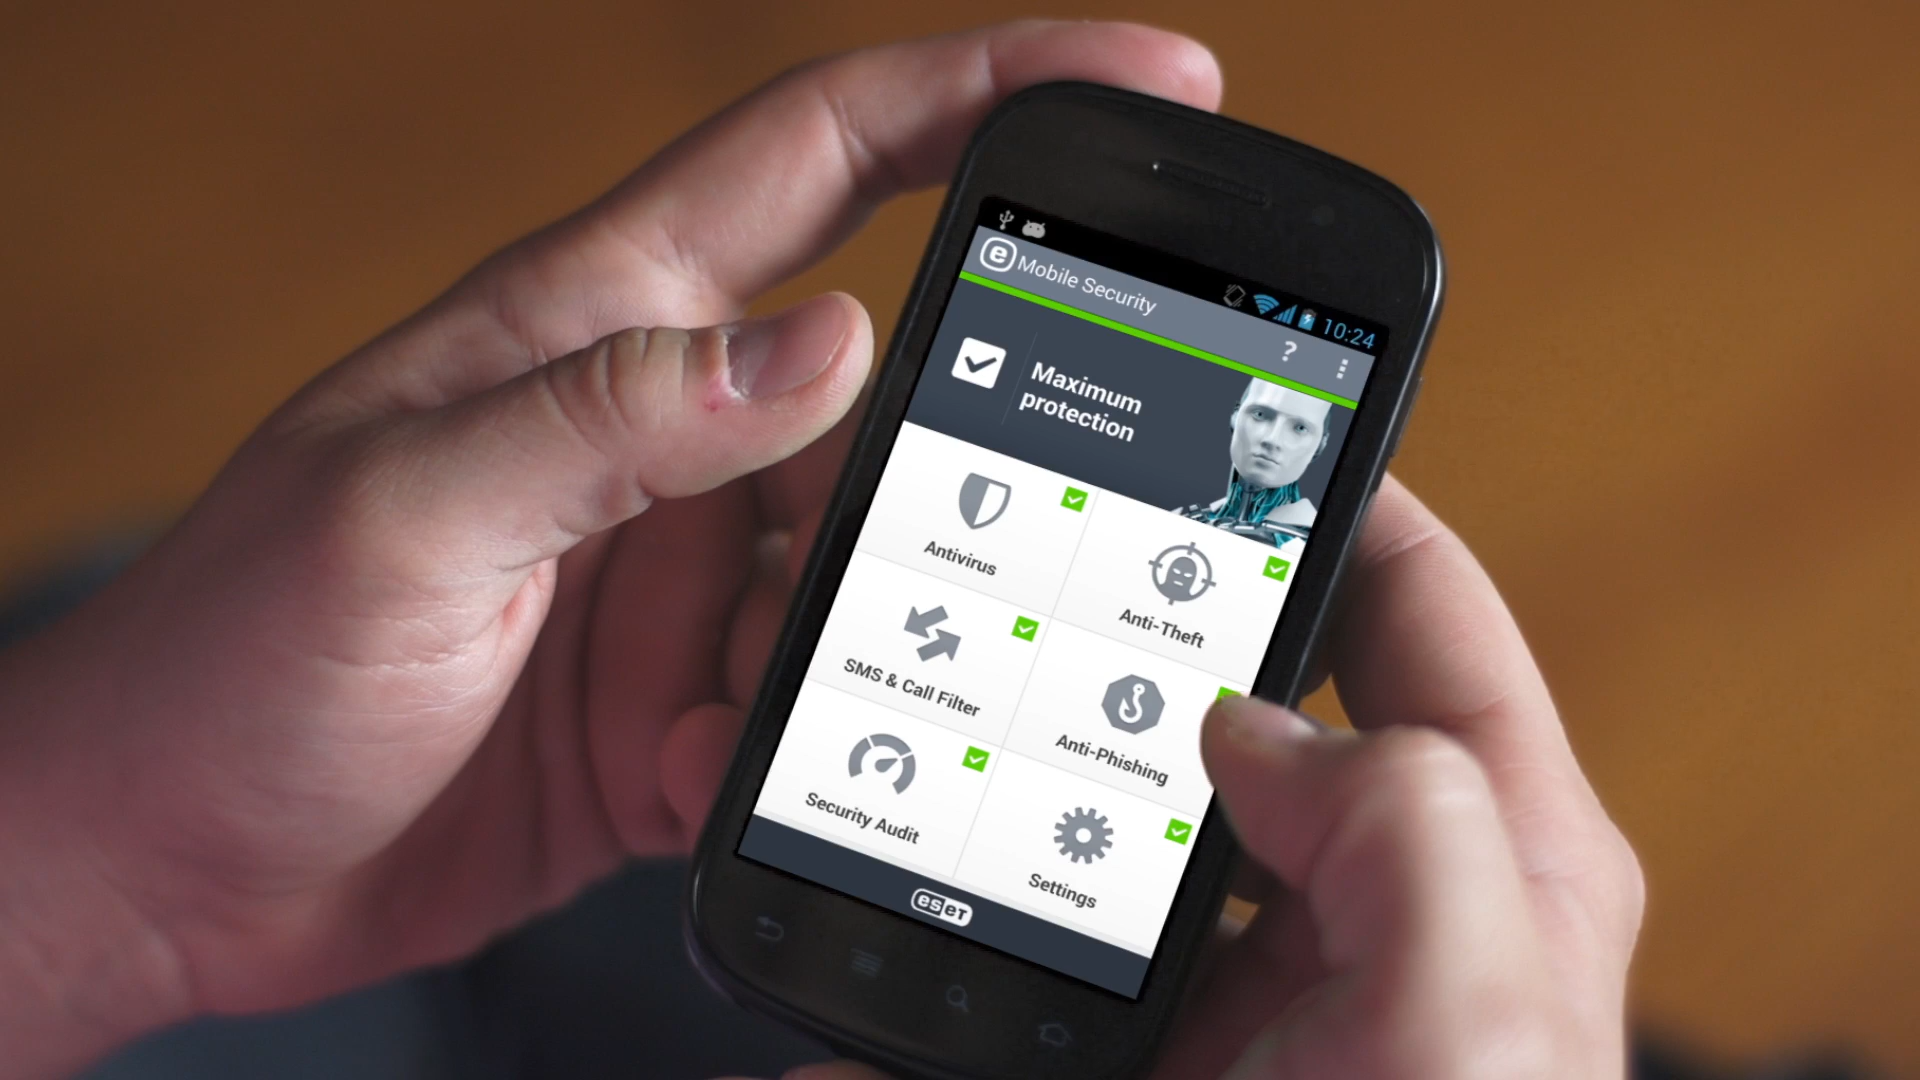 10:24
e Mobile Security
?
Maximum
protection
Antivirus
Anti-Theft
SMS & Call Filter
Anti-Phishing
Security Audit
Settings
eseT